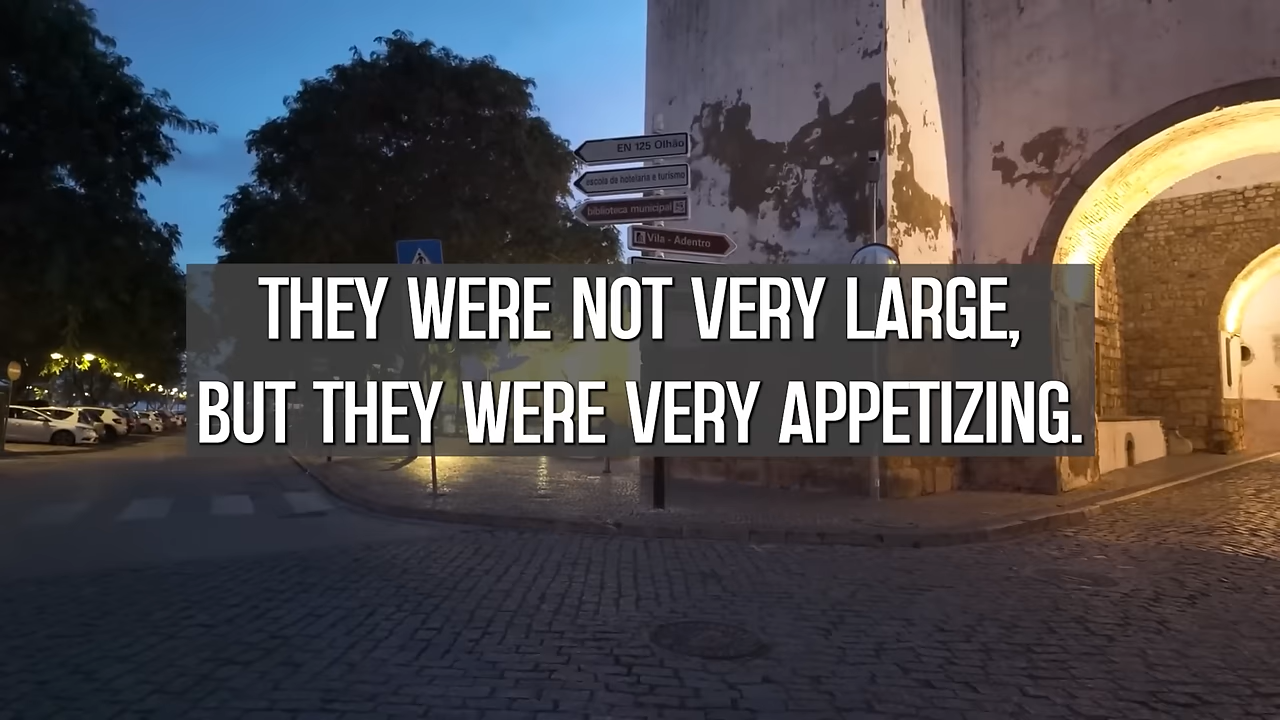 EN 125 Olhão
escola de hotelaria e turismo
biblioteca municipal
Vila - Adentro
THEY WERE NOT VERY LARGE,
BUT THEY WERE VERY APPETIZING.